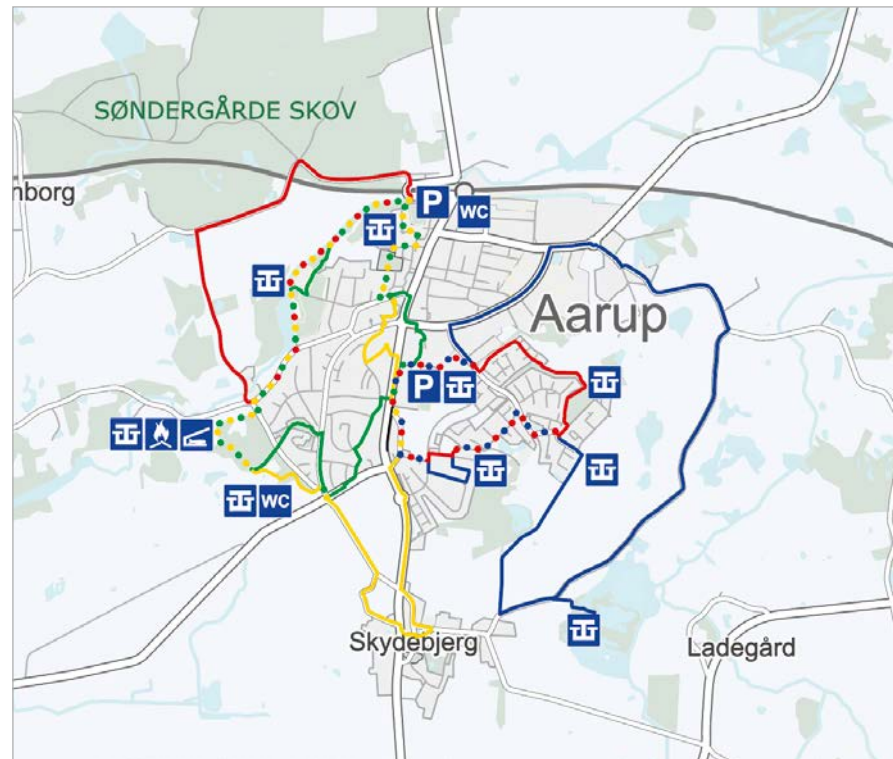 SØNDERGÅRDE SKOV
nborg
P
WC
Aarup
P
WC
Skydebjerg
Ladegård